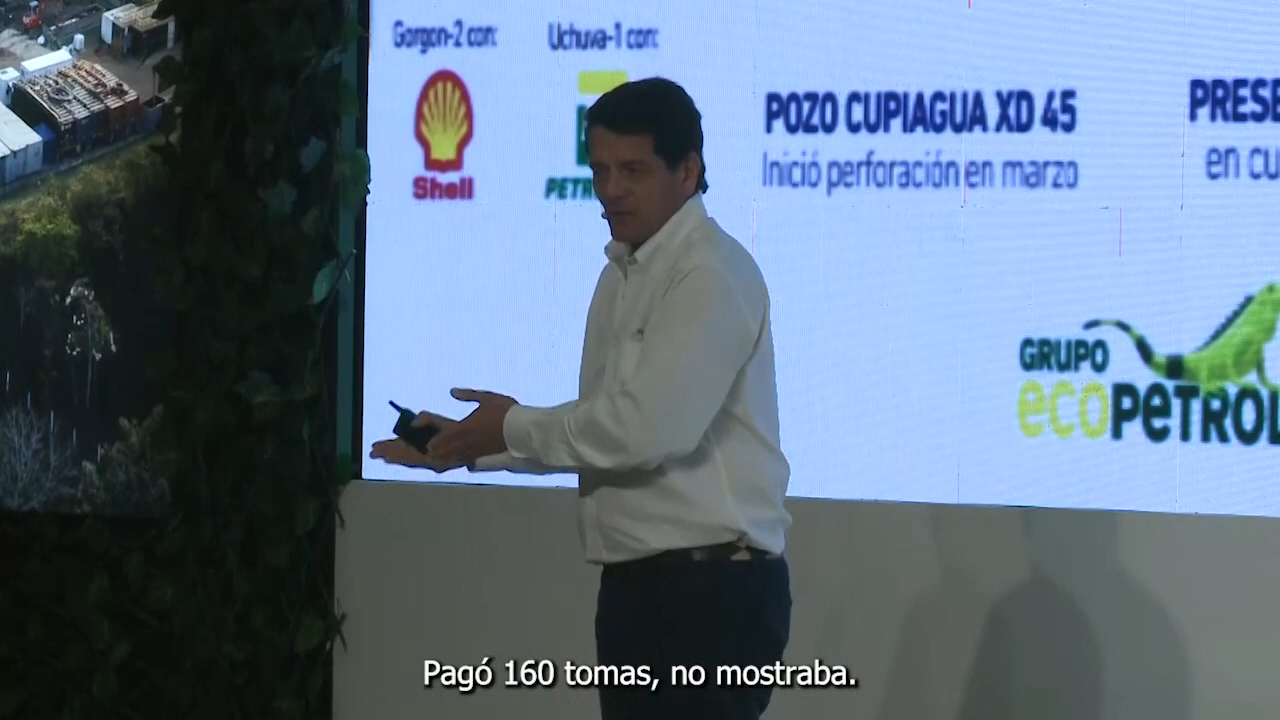 Gorgon-2 con:
Uchuva-1 con:
Shell
PETR
POZO CUPIAGUA XD 45
Inició perforación en marzo
PRESE
en cu
GRUPO
ecoPETROL
Pagó 160 tomas, no mostraba.